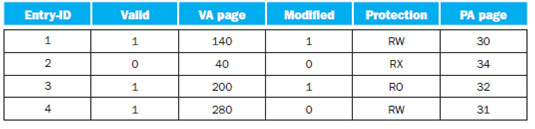 Entry-ID Valid VA page Modified Protection PA page
1 1 140 1 RW 30
2 0 40 0 RX 34
3 1 200 1 RO 32
4 1 280 0 RW 31